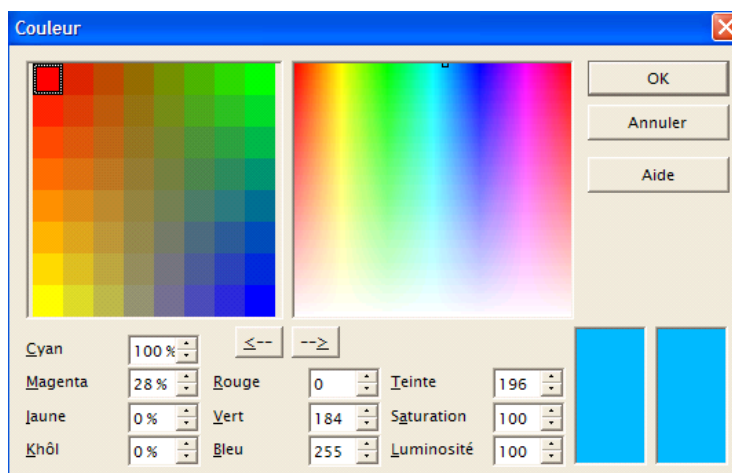 Couleur
OK
Annuler
Aide
<-- -->
Cyan 100 %
Magenta 28 % Rouge 0 Teinte 196
Jaune 0 % Vert 184 Saturation 100
Khôl 0 % Bleu 255 Luminosité 100